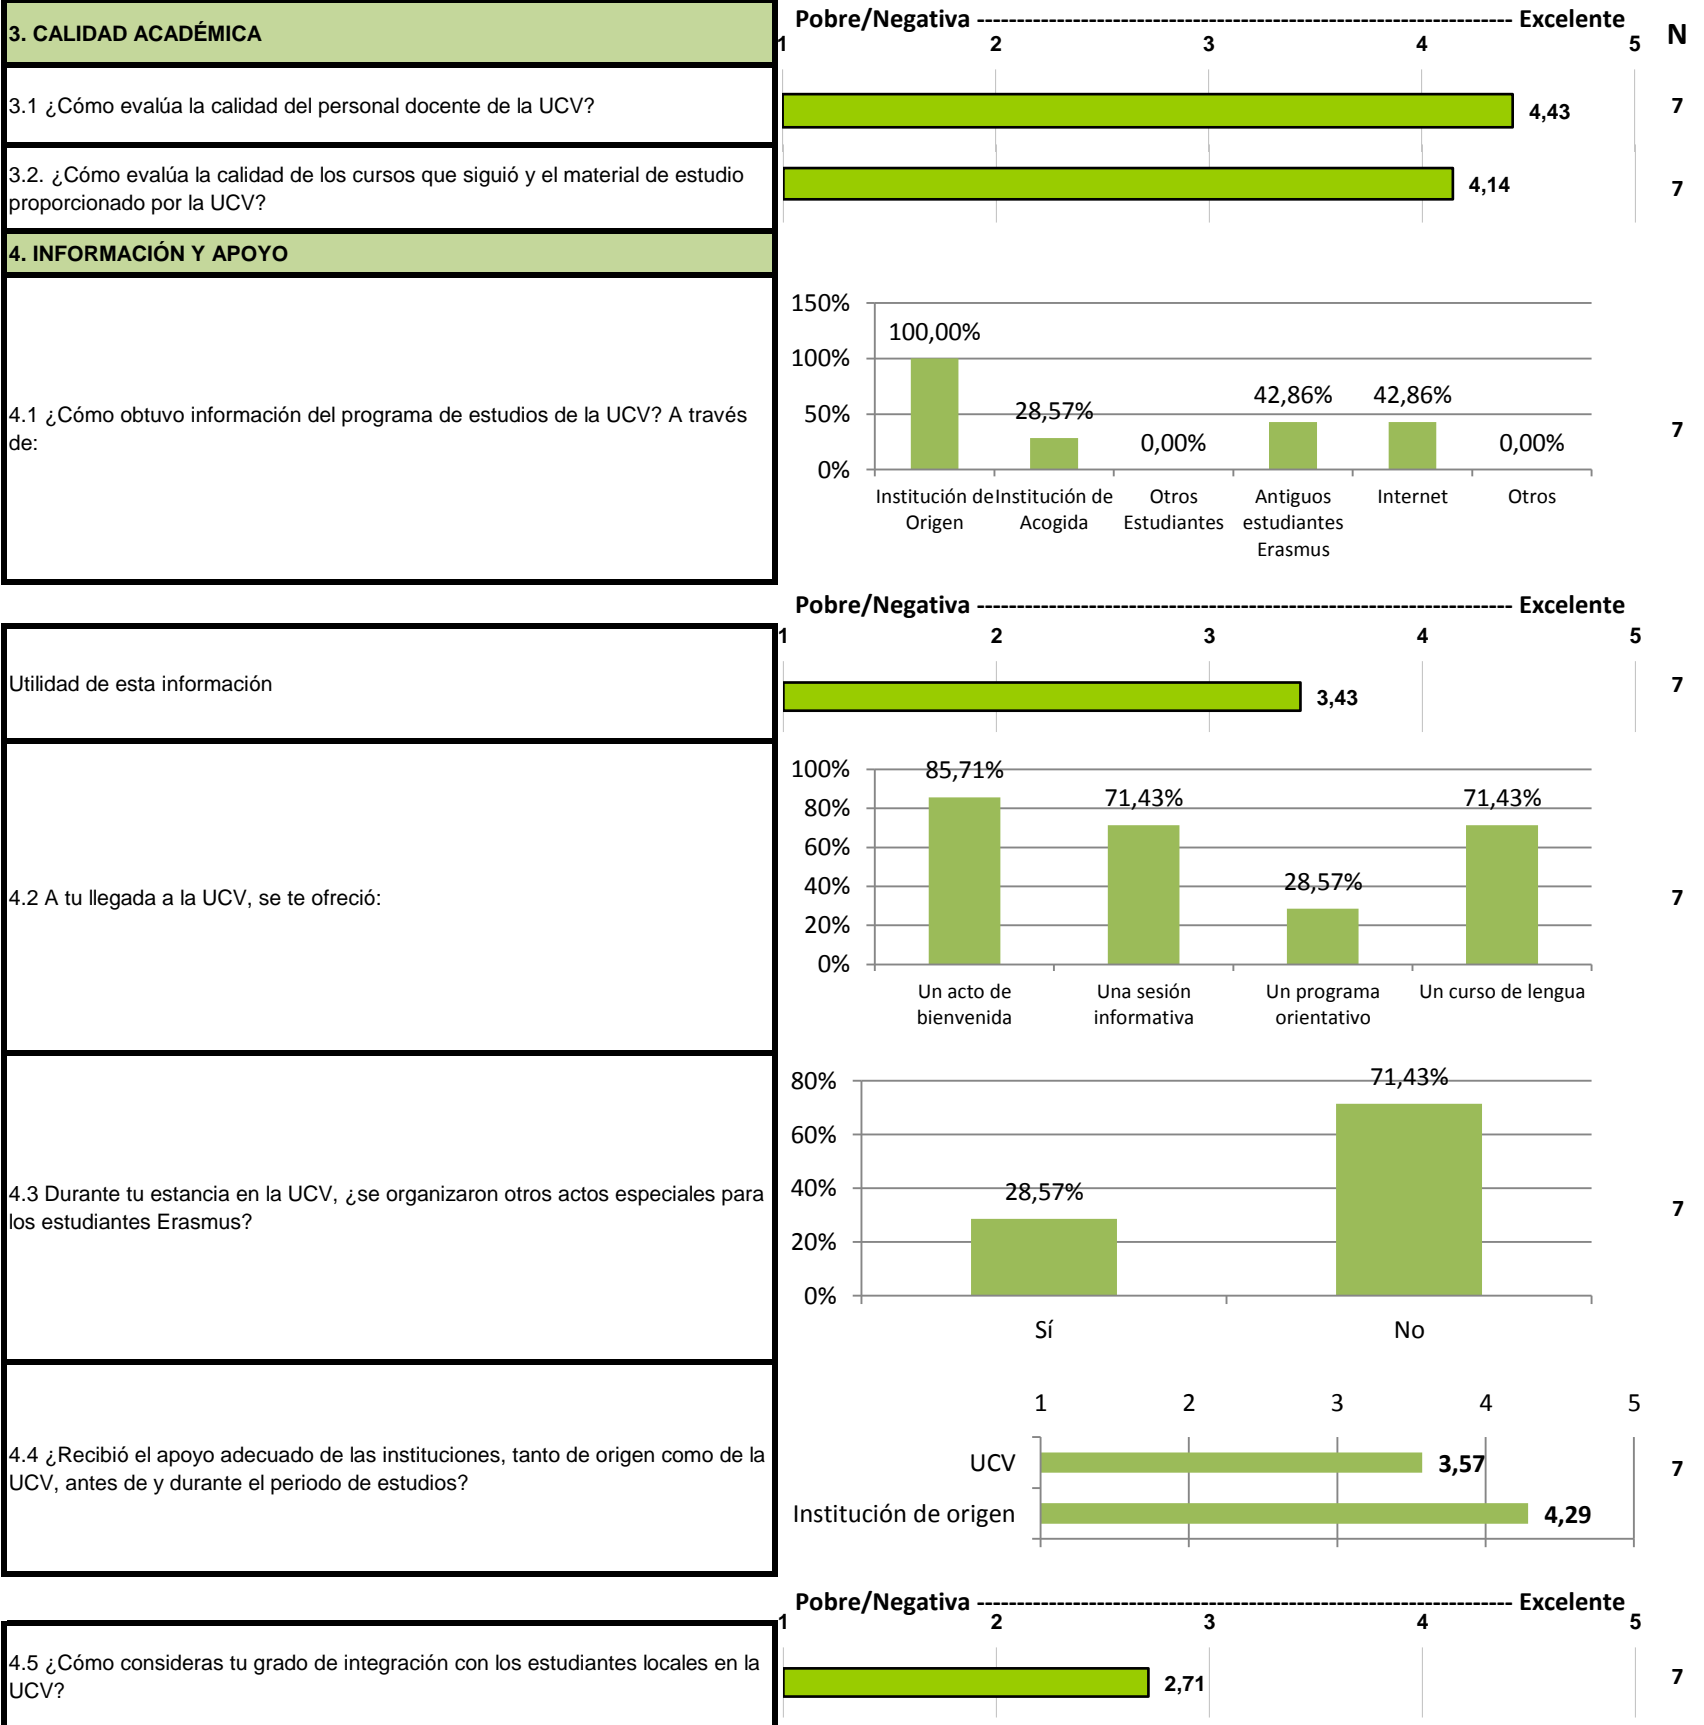 3. CALIDAD ACADÉMICA
Pobre/Negativa ------------------------------------------------------------------- Excelente
1 2 3 4 5 N
3.1 ¿Cómo evalúa la calidad del personal docente de la UCV?
4,43
7
3.2. ¿Cómo evalúa la calidad de los cursos que siguió y el material de estudio
proporcionado por la UCV?
4,14
7
4. INFORMACIÓN Y APOYO
4.1 ¿Cómo obtuvo información del programa de estudios de la UCV? A través
de:
150%
100%
50%
0%
100,00%
28,57%
0,00%
42,86%
42,86%
0,00%
Institución de Origen
Institución de Acogida
Otros Estudiantes
Antiguos estudiantes Erasmus
Internet
Otros
7
Pobre/Negativa ------------------------------------------------------------------- Excelente
1 2 3 4 5
Utilidad de esta información
3,43
7
4.2 A tu llegada a la UCV, se te ofreció:
100%
80%
60%
40%
20%
0%
85,71%
71,43%
28,57%
71,43%
Un acto de bienvenida
Una sesión informativa
Un programa orientativo
Un curso de lengua
7
4.3 Durante tu estancia en la UCV, ¿se organizaron otros actos especiales para
los estudiantes Erasmus?
80%
60%
40%
20%
0%
28,57%
71,43%
Sí
No
7
4.4 ¿Recibió el apoyo adecuado de las instituciones, tanto de origen como de la
UCV, antes de y durante el periodo de estudios?
1 2 3 4 5
UCV
3,57
Institución de origen
4,29
7
Pobre/Negativa ------------------------------------------------------------------- Excelente
1 2 3 4 5
4.5 ¿Cómo consideras tu grado de integración con los estudiantes locales en la
UCV?
2,71
7